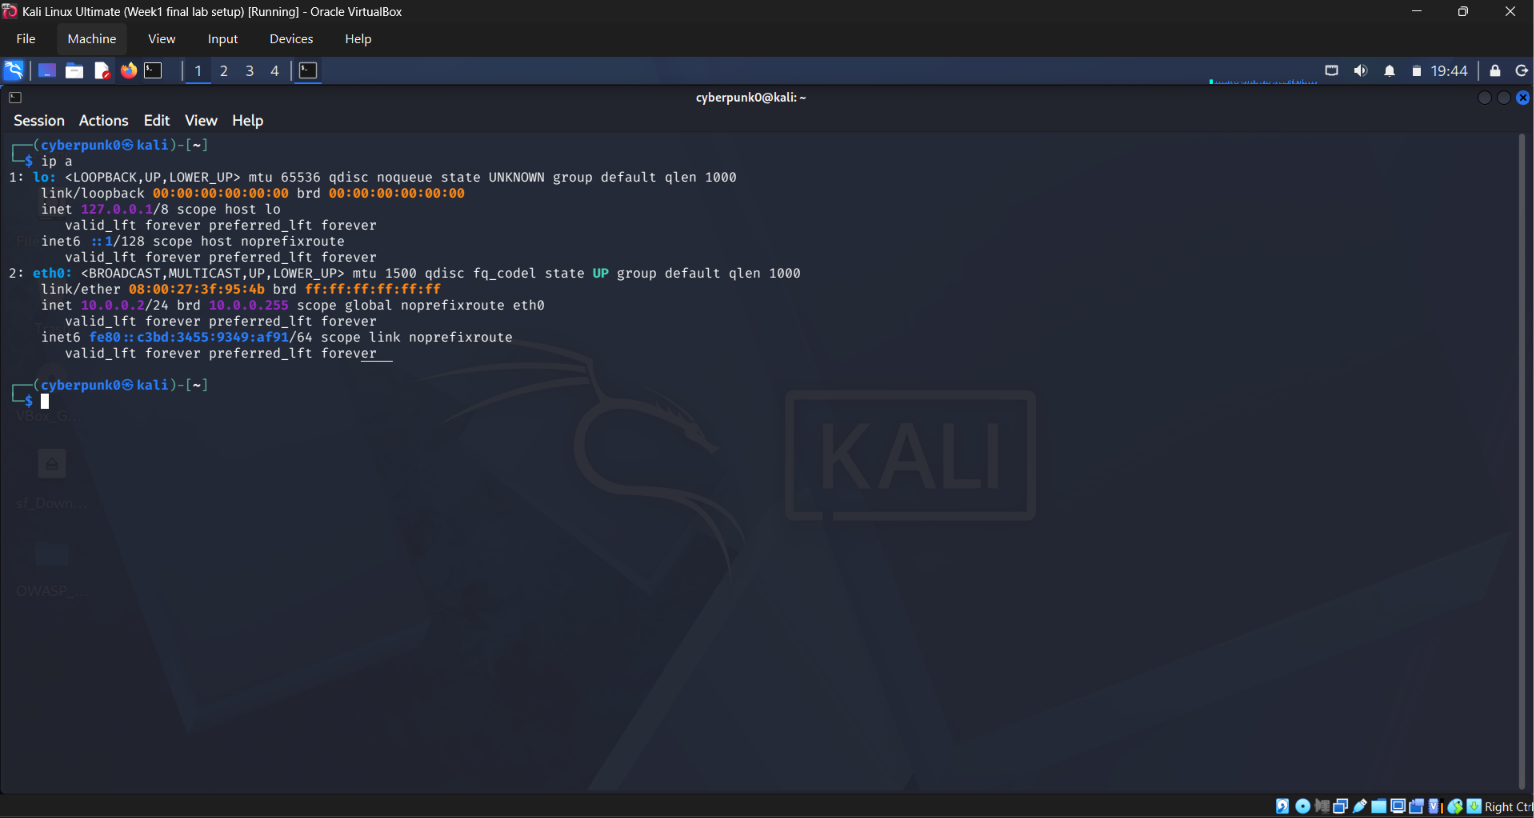 Kali Linux Ultimate (Week1 final lab setup) [Running] - Oracle VirtualBox
File Machine View Input Devices Help
1 2 3 4 19:44
cyberpunk0@kali: ~
Session Actions Edit View Help
┌──(cyberpunk0㉿kali)-[~]
└─$ ip a
1: lo: <LOOPBACK,UP,LOWER_UP> mtu 65536 qdisc noqueue state UNKNOWN group default qlen 1000
link/loopback 00:00:00:00:00:00 brd 00:00:00:00:00:00
inet 127.0.0.1/8 scope host lo
valid_lft forever preferred_lft forever
inet6 ::1/128 scope host noprefixroute
valid_lft forever preferred_lft forever
2: eth0: <BROADCAST,MULTICAST,UP,LOWER_UP> mtu 1500 qdisc fq_codel state UP group default qlen 1000
link/ether 08:00:27:3f:95:4b brd ff:ff:ff:ff:ff:ff
inet 10.0.0.2/24 brd 10.0.0.255 scope global noprefixroute eth0
valid_lft forever preferred_lft forever
inet6 fe80::c3bd:3455:9349:af91/64 scope link noprefixroute
valid_lft forever preferred_lft forever
┌──(cyberpunk0㉿kali)-[~]
└─$
VBox_G...
sf_Down...
OWASP_...
KALI
Right Ctrl